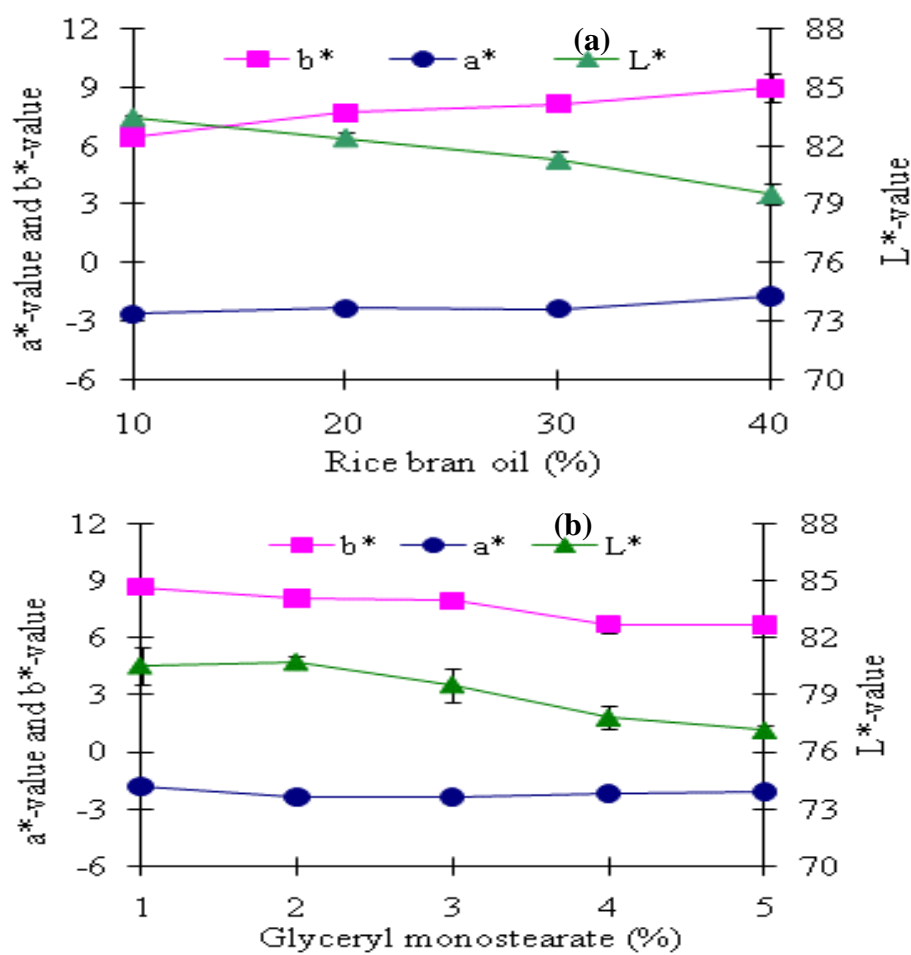 (a)
b* a* L*
12 88
9 85
6 82
3 79
0 76
-3 73
-6 70
a*-value and b*-value
L*-value
10 20 30 40
Rice bran oil (%)
(b)
b* a* L*
12 88
9 85
6 82
3 79
0 76
-3 73
-6 70
a*-value and b*-value
L*-value
1 2 3 4 5
Glyceryl monostearate (%)